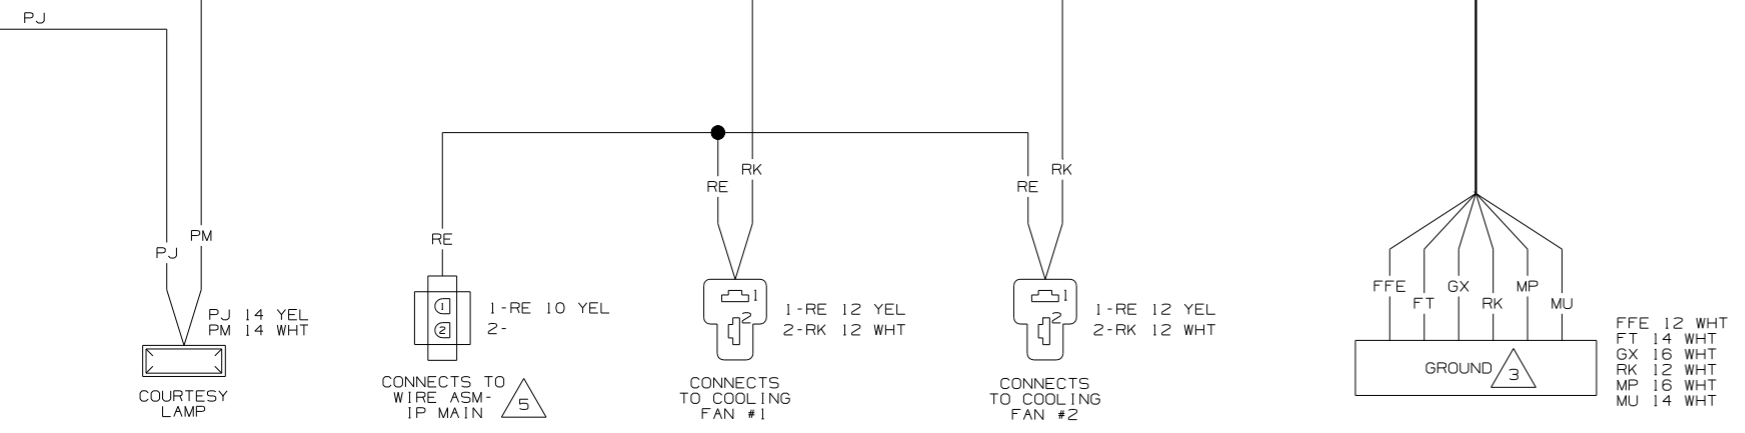 PJ
RK
RK
RE
RE
PM
RE
PJ
FFE
GX
MP
FT
RK
MU
PJ 14 YEL
PM 14 WHT
COURTESY
LAMP
1
2
1-RE 10 YEL
2-
CONNECTS TO
WIRE ASM-
IP MAIN
5
1
2
1-RE 12 YEL
2-RK 12 WHT
CONNECTS
TO COOLING
FAN #1
1
2
1-RE 12 YEL
2-RK 12 WHT
CONNECTS
TO COOLING
FAN #2
GROUND
3
FFE 12 WHT
FT 14 WHT
GX 16 WHT
RK 12 WHT
MP 16 WHT
MU 14 WHT